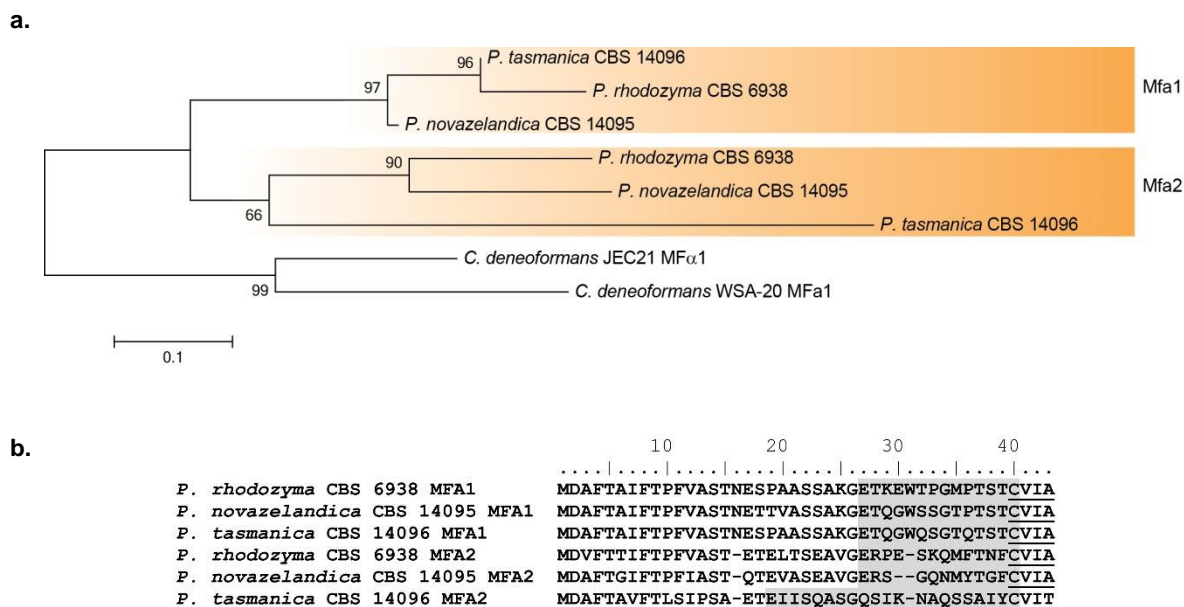 a.
P. tasmanica CBS 14096
96
P. rhodozyma CBS 6938
Mfa1
97
P. novazelandica CBS 14095
P. rhodozyma CBS 6938
90
P. novazelandica CBS 14095
Mfa2
66
P. tasmanica CBS 14096
C. deneoformans JEC21 MFα1
99
C. deneoformans WSA-20 MFa1
0.1
b.
10 20 30 40
....|....|....|....|....|....|....|....|...
P. rhodozyma CBS 6938 MFA1 MDAFTAIFTPFVASTNESPAASSAKGETKEWTPGMPTSTCVIA
P. novazelandica CBS 14095 MFA1 MDAFTAIFTPFVASTNETTVASSAKGETQGWSSGTPTSTCVIA
P. tasmanica CBS 14096 MFA1 MDAFTAIFTPFVASTNESPAASSAKGETQGWQSGTQTSTCVIA
P. rhodozyma CBS 6938 MFA2 MDVFTTIFTPFVAST-ETELTSEAVGERPE-SKQMFTNFCVIA
P. novazelandica CBS 14095 MFA2 MDAFTGIFTPFIAST-QTEVASEAVGERS--GQNMYTGFCVIA
P. tasmanica CBS 14096 MFA2 MDAFTAVFTLSIPSA-ETEIISQASGQSIK-NAQSSAIYCVIT